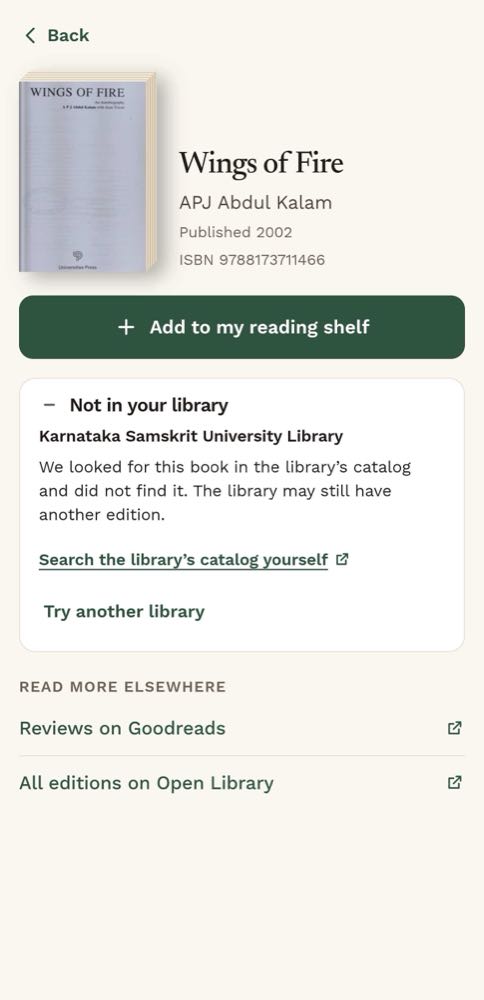 Back
WINGS OF FIRE
An Autobiography
A P J Abdul Kalam with Arun Tiwari
Universities Press
Wings of Fire
APJ Abdul Kalam
Published 2002
ISBN 9788173711466
Add to my reading shelf
Not in your library
Karnataka Samskrit University Library
We looked for this book in the library’s catalog
and did not find it. The library may still have
another edition.
Search the library’s catalog yourself
Try another library
READ MORE ELSEWHERE
Reviews on Goodreads
All editions on Open Library